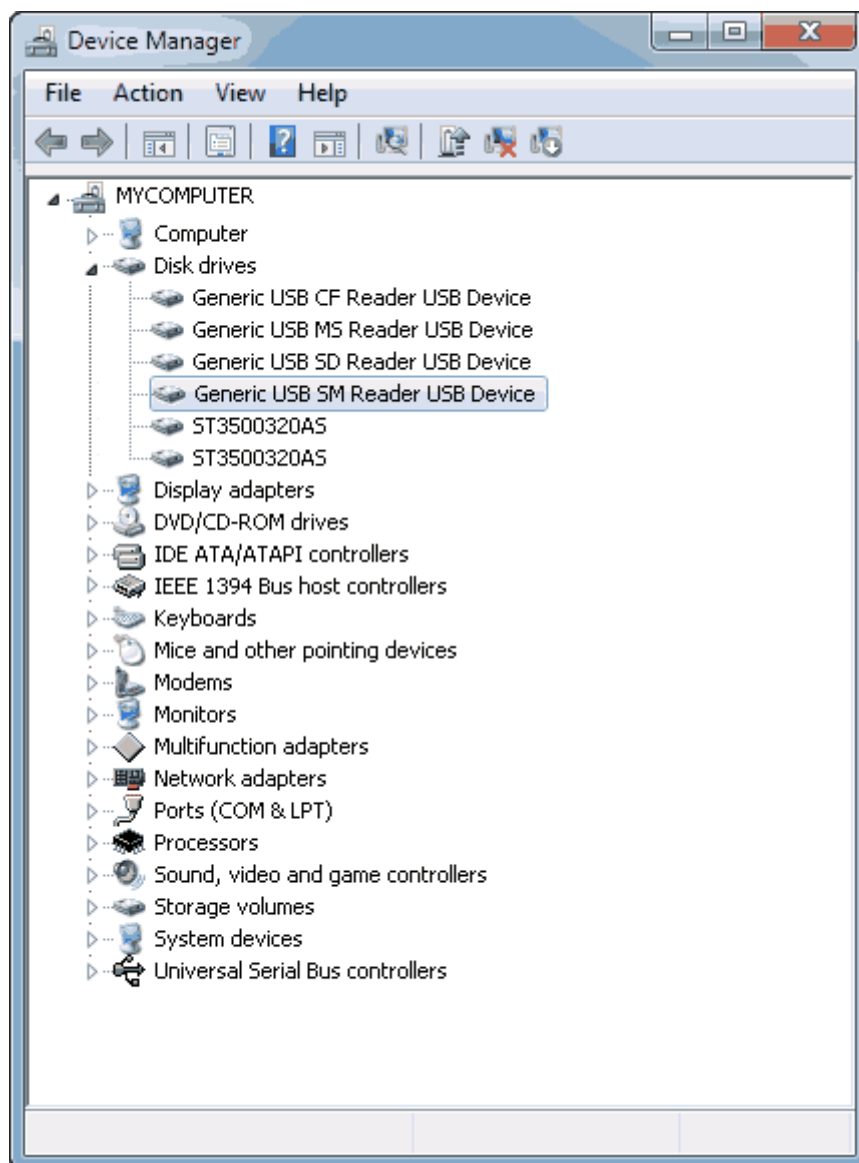 Device Manager
File Action View Help
MYCOMPUTER
Computer
Disk drives
Generic USB CF Reader USB Device
Generic USB MS Reader USB Device
Generic USB SD Reader USB Device
Generic USB SM Reader USB Device
ST3500320AS
ST3500320AS
Display adapters
DVD/CD-ROM drives
IDE ATA/ATAPI controllers
IEEE 1394 Bus host controllers
Keyboards
Mice and other pointing devices
Modems
Monitors
Multifunction adapters
Network adapters
Ports (COM & LPT)
Processors
Sound, video and game controllers
Storage volumes
System devices
Universal Serial Bus controllers